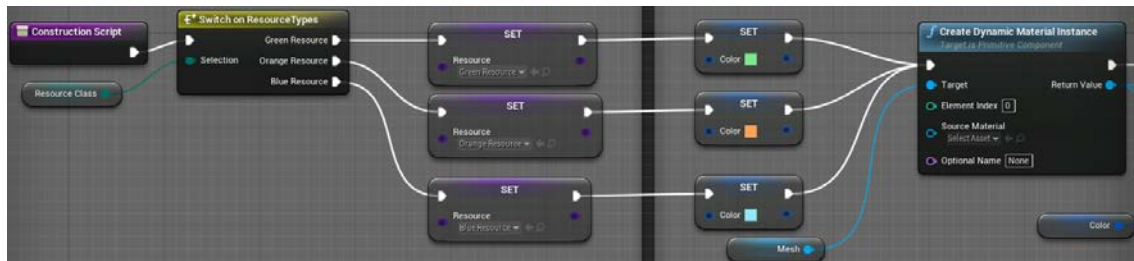 Construction Script
Switch on ResourceTypes
Green Resource
Selection
Orange Resource
Blue Resource
Resource Class
SET
Resource
Green Resource
SET
Resource
Orange Resource
SET
Resource
Blue Resource
SET
Color
SET
Color
SET
Color
Mesh
Create Dynamic Material Instance
Target is Primitive Component
Target
Return Value
Element Index 0
Source Material
Select Asset
Optional Name None
Color